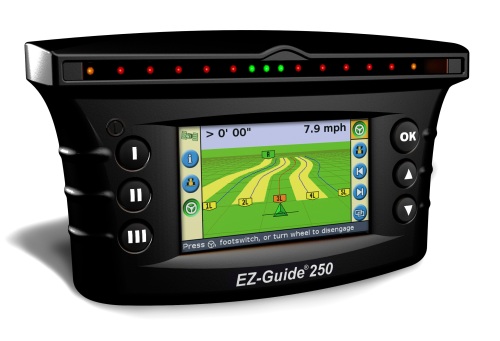 > 0' 00"
7.9 mph
OK
I
II
III
R
1L
2L
3L
4L
5L
Press , footswitch, or turn wheel to disengage
EZ-Guide® 250